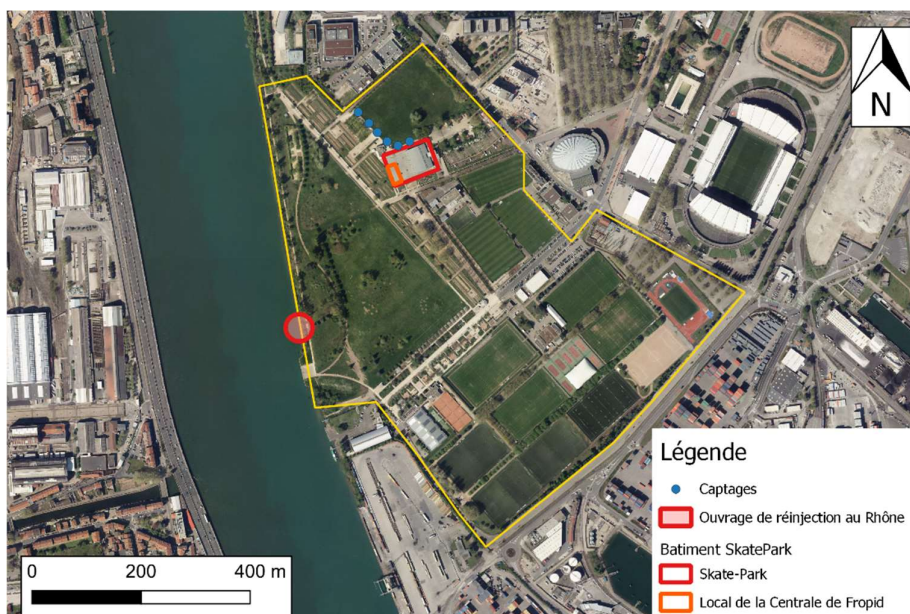 N
Légende
Captages
Ouvrage de réinjection au Rhône
Batiment SkatePark
Skate-Park
Local de la Centrale de Fropid
0 200 400 m